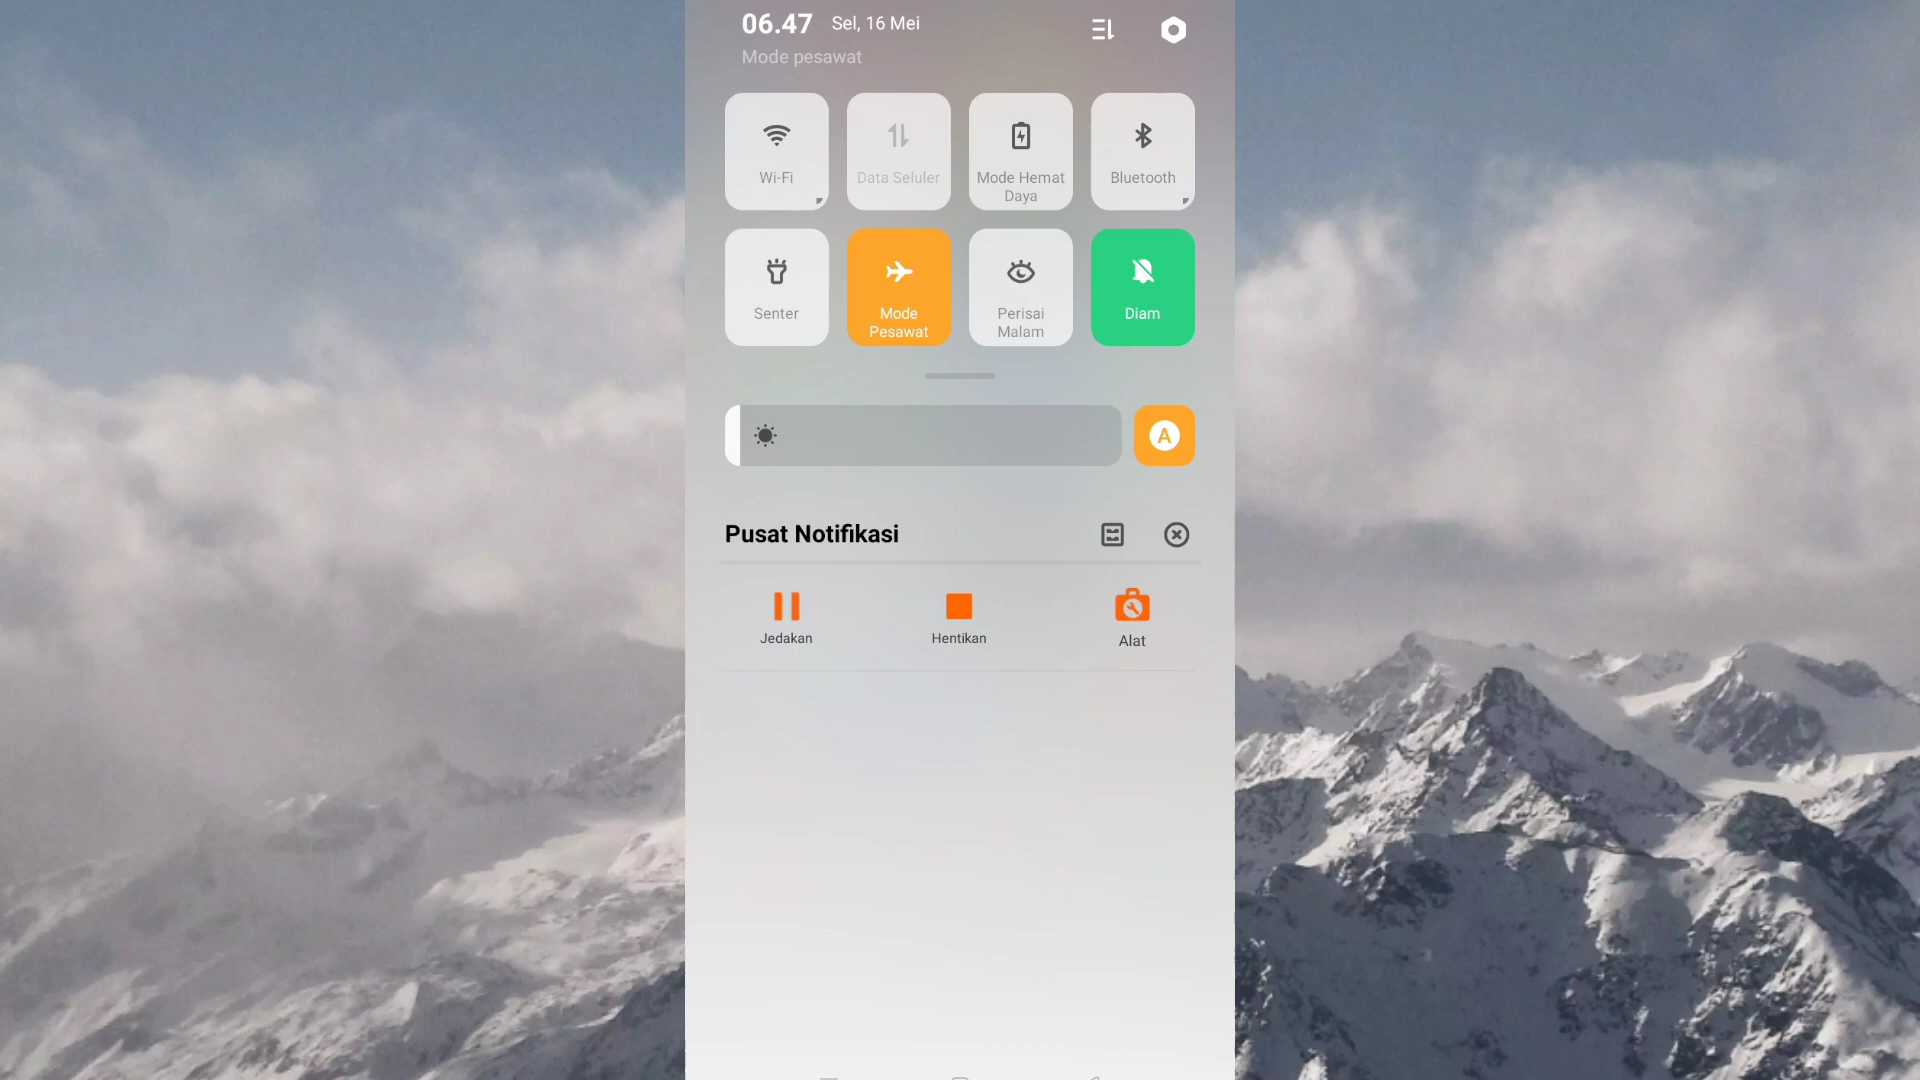 06.47 Sel, 16 Mei
Mode pesawat
Wi-Fi
Data Seluler
Mode Hemat
Daya
Bluetooth
Senter
Mode
Pesawat
Perisai
Malam
Diam
A
Pusat Notifikasi
Jedakan
Hentikan
Alat